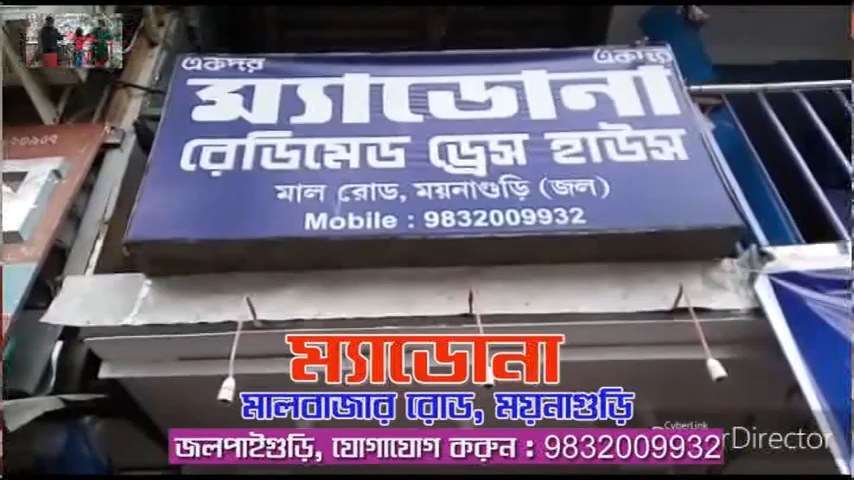 একদর একদর
ম্যাডোনা
রেডিমেড ড্রেস হাউস
মাল রোড, ময়নাগুড়ি (জল)
Mobile : 9832009932
ম্যাডোনা
মালবাজার রোড, ময়নাগুড়ি
জলপাইগুড়ি, যোগাযোগ করুন : 9832009932
CyberLink
PowerDirector